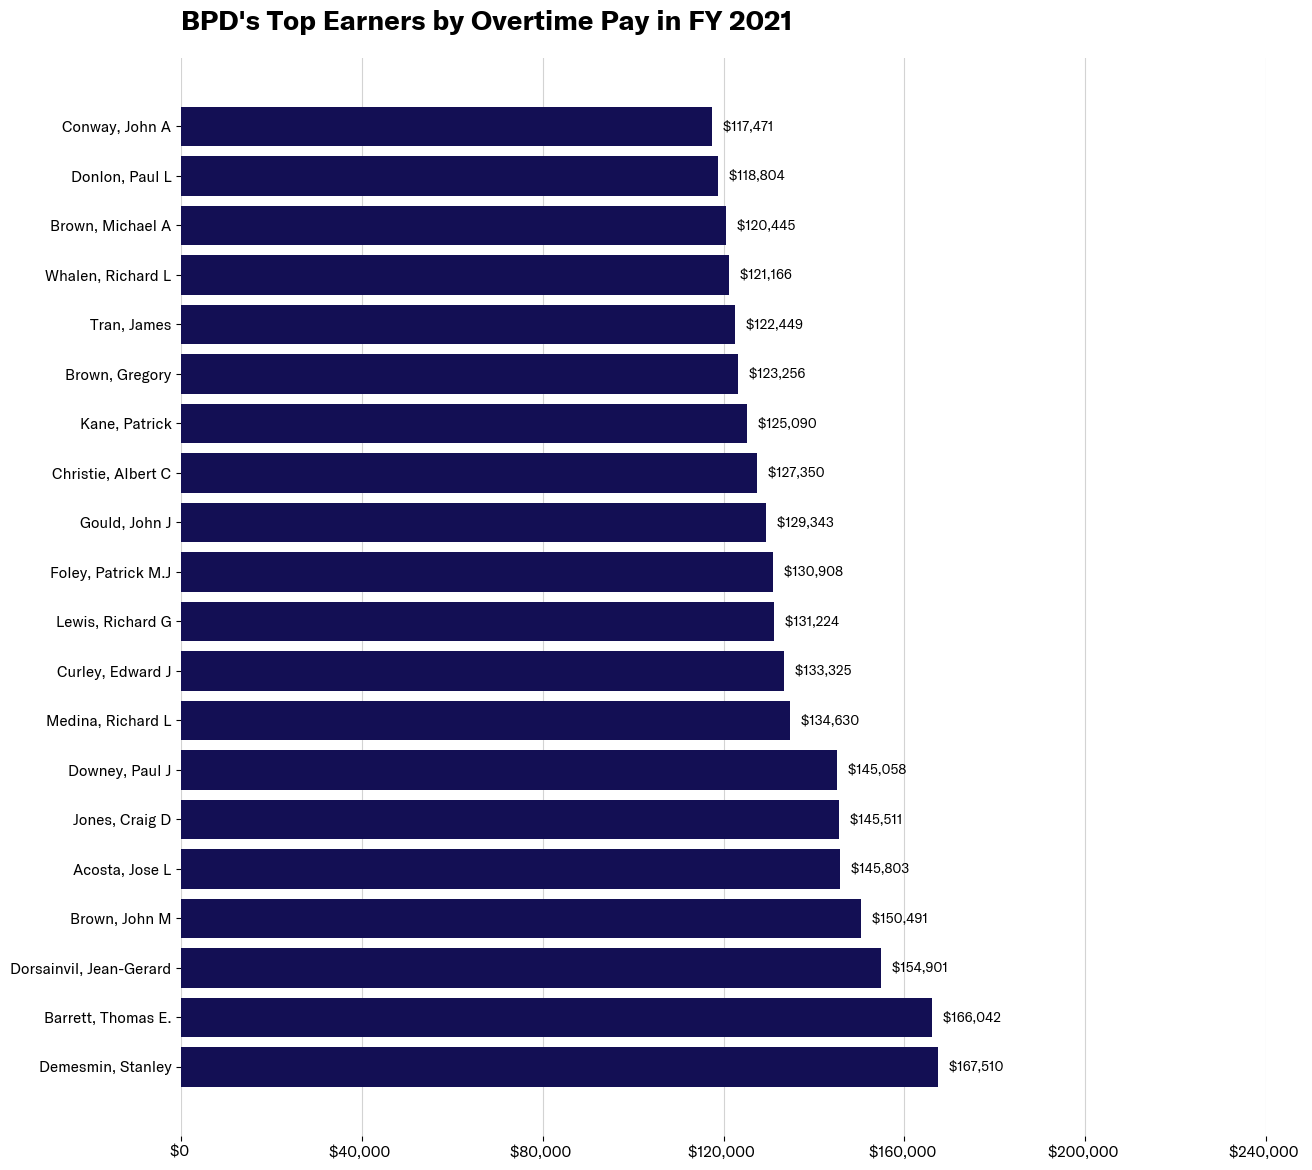 BPD's Top Earners by Overtime Pay in FY 2021
Conway, John A $117,471
Donlon, Paul L $118,804
Brown, Michael A $120,445
Whalen, Richard L $121,166
Tran, James $122,449
Brown, Gregory $123,256
Kane, Patrick $125,090
Christie, Albert C $127,350
Gould, John J $129,343
Foley, Patrick M.J $130,908
Lewis, Richard G $131,224
Curley, Edward J $133,325
Medina, Richard L $134,630
Downey, Paul J $145,058
Jones, Craig D $145,511
Acosta, Jose L $145,803
Brown, John M $150,491
Dorsainvil, Jean-Gerard $154,901
Barrett, Thomas E. $166,042
Demesmin, Stanley $167,510
$0 $40,000 $80,000 $120,000 $160,000 $200,000 $240,000